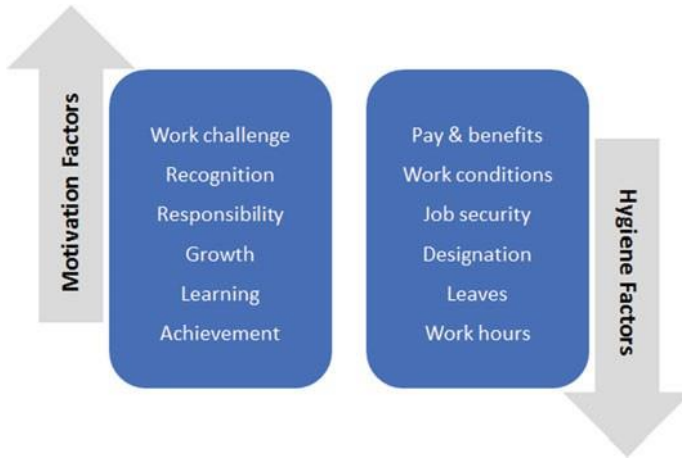 Motivation Factors
Work challenge
Recognition
Responsibility
Growth
Learning
Achievement
Pay & benefits
Work conditions
Job security
Designation
Leaves
Work hours
Hygiene Factors